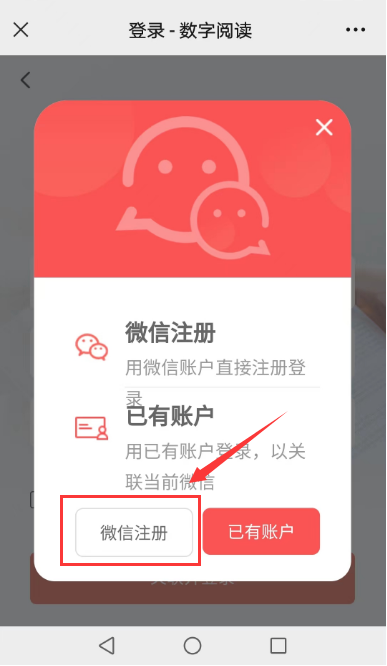 登录 - 数字阅读
微信注册
用微信账户直接注册登
录
已有账户
用已有账户登录，以关
联当前微信
微信注册
已有账户